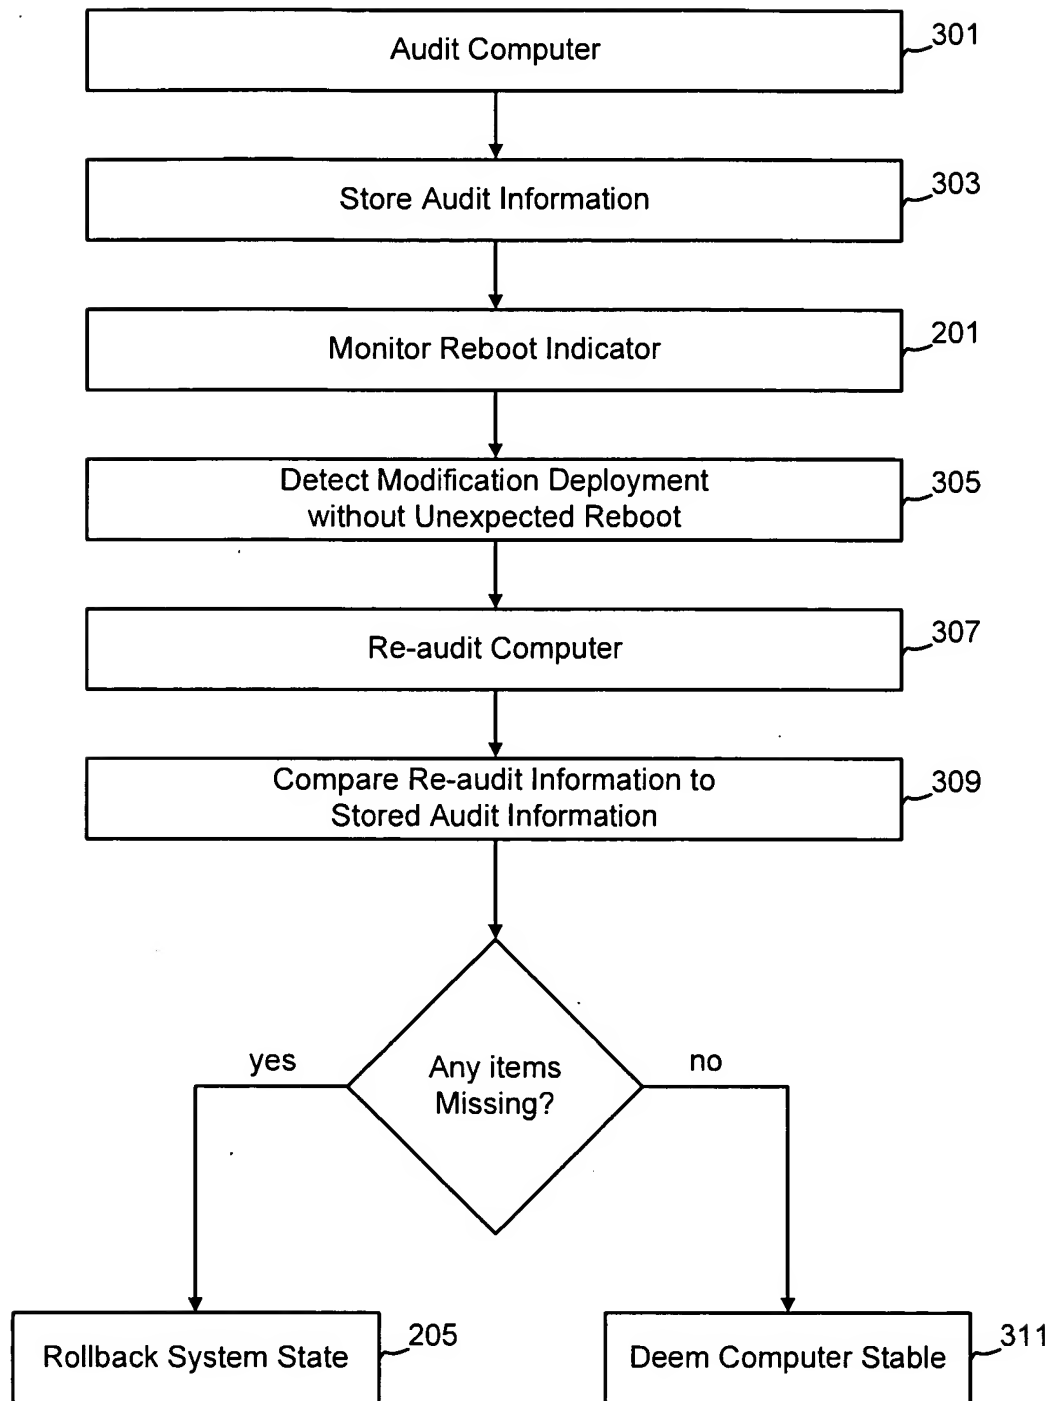 Audit Computer
301
Store Audit Information
303
Monitor Reboot Indicator
201
Detect Modification Deployment
without Unexpected Reboot
305
Re-audit Computer
307
Compare Re-audit Information to
Stored Audit Information
309
yes
Any items
Missing?
no
Rollback System State
205
Deem Computer Stable
311